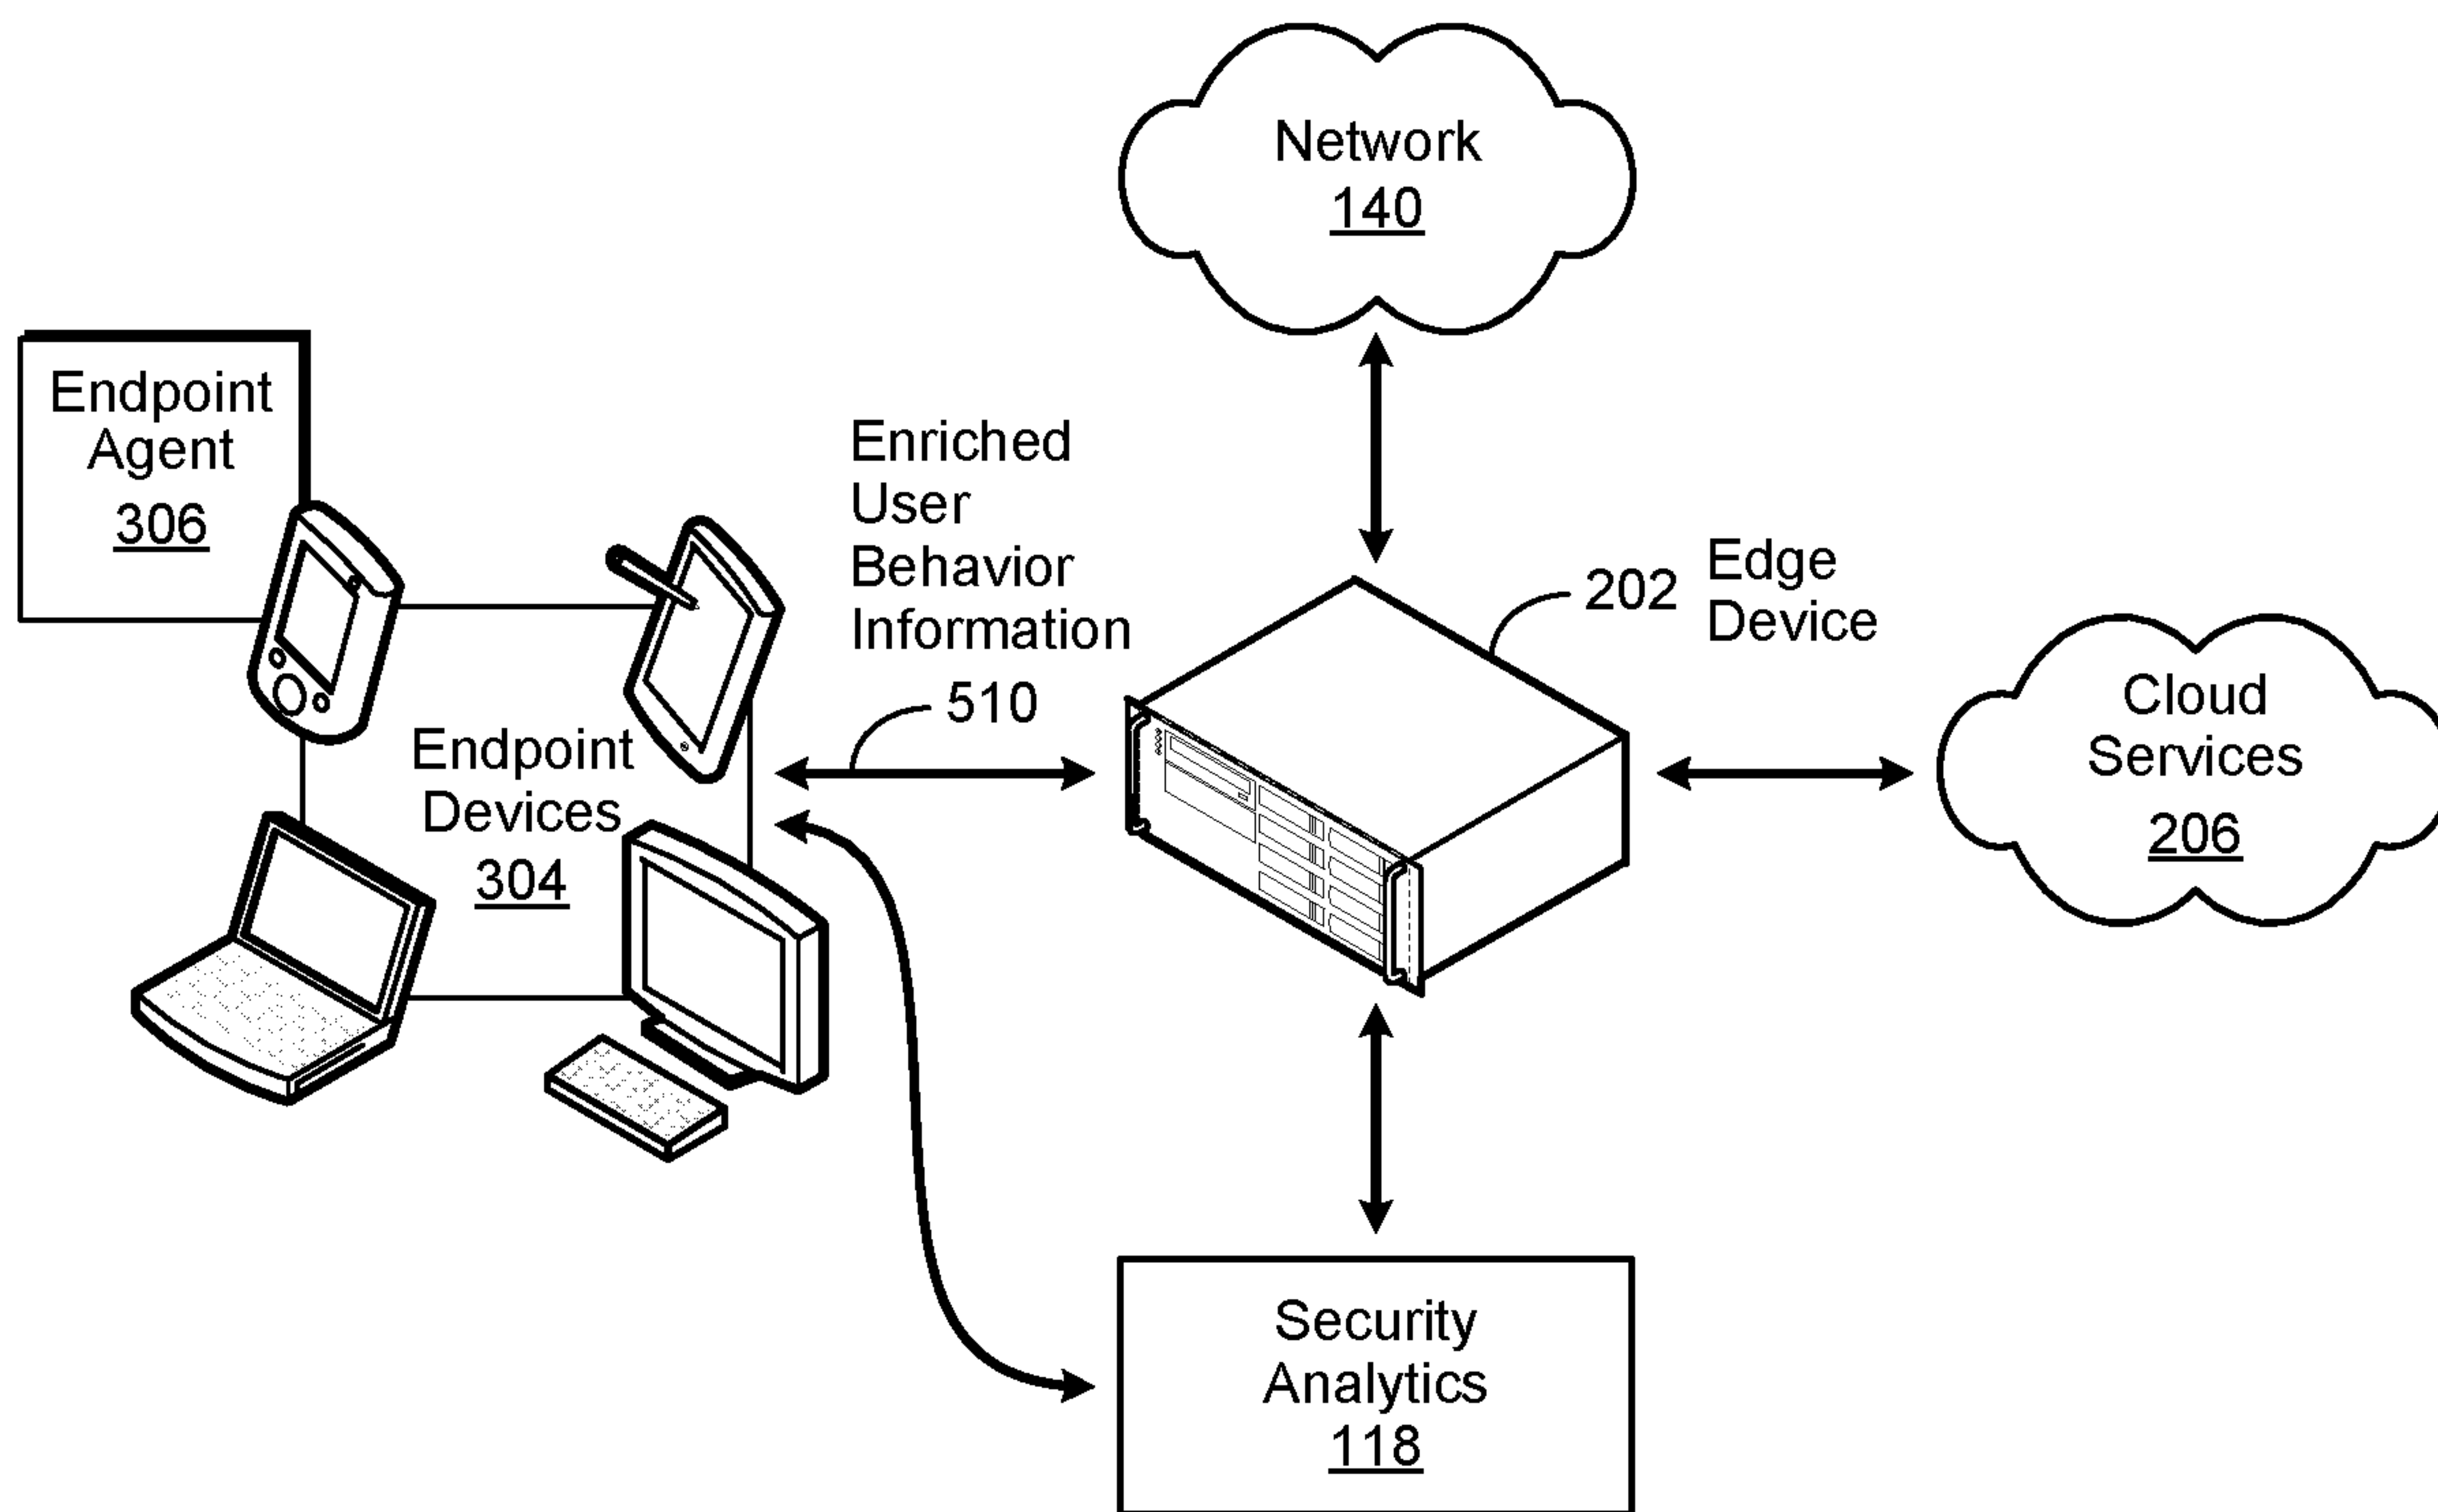 Network
140
Endpoint
Agent
306
Enriched
User
Behavior
Information
510
202
Edge
Device
Cloud
Services
206
Endpoint
Devices
304
Security
Analytics
118